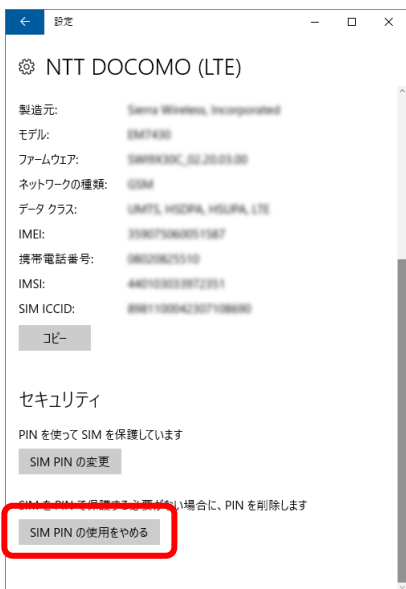 設定
NTT DOCOMO (LTE)
製造元:
モデル:
ファームウェア:
ネットワークの種類: GSM
データ クラス: UMTS, HSDPA, HSUPA, LTE
IMEI:
携帯電話番号:
IMSI:
SIM ICCID:
コピー
セキュリティ
PIN を使って SIM を保護しています
SIM PIN の変更
SIM を PIN で保護する必要がない場合に、PIN を削除します
SIM PIN の使用をやめる